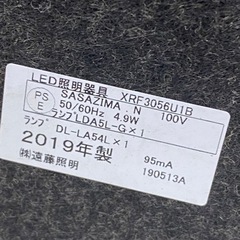 LED照明器具 XRF3056U1B
PS E
SASAZIMA . N 100V
50/60Hz 4.9W
ランプLDA5L-G×1
ランプ DL-LA54L×1
2019年製 95mA
㈱遠藤照明 190513A